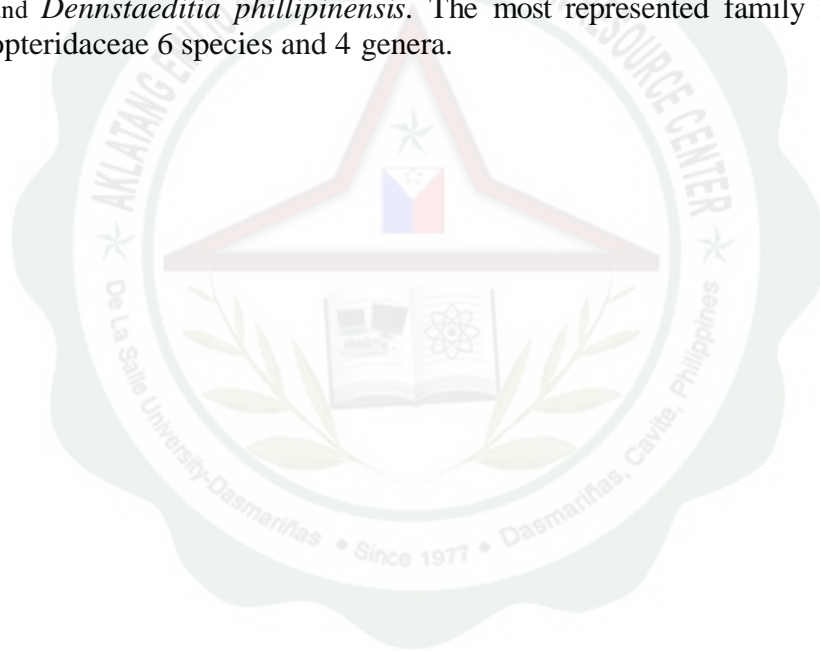 and Dennstaeditia phillipinensis. The most represented family
opteridaceae 6 species and 4 genera.
AKLATANG
RESOURCE CENTER
De La Salle University-Dasmariñas • Since 1977 • Dasmariñas, Cavite, Philippines